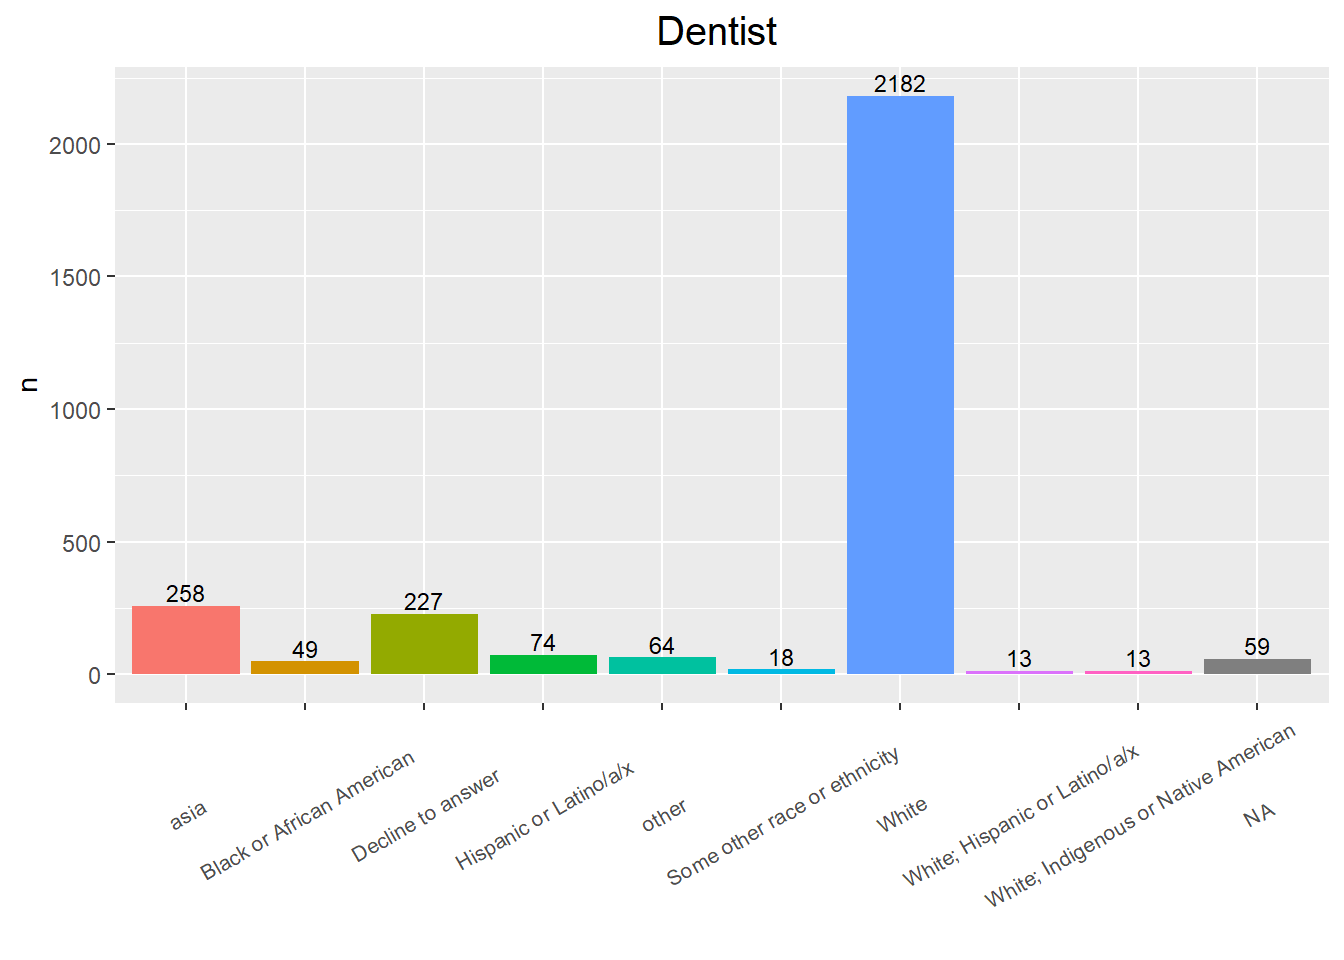 Dentist
n
2000
1500
1000
500
0
258
49
227
74
64
18
2182
13
13
59
asia
Black or African American
Decline to answer
Hispanic or Latino/a/x
other
Some other race or ethnicity
White
White; Hispanic or Latino/a/x
White; Indigenous or Native American
NA